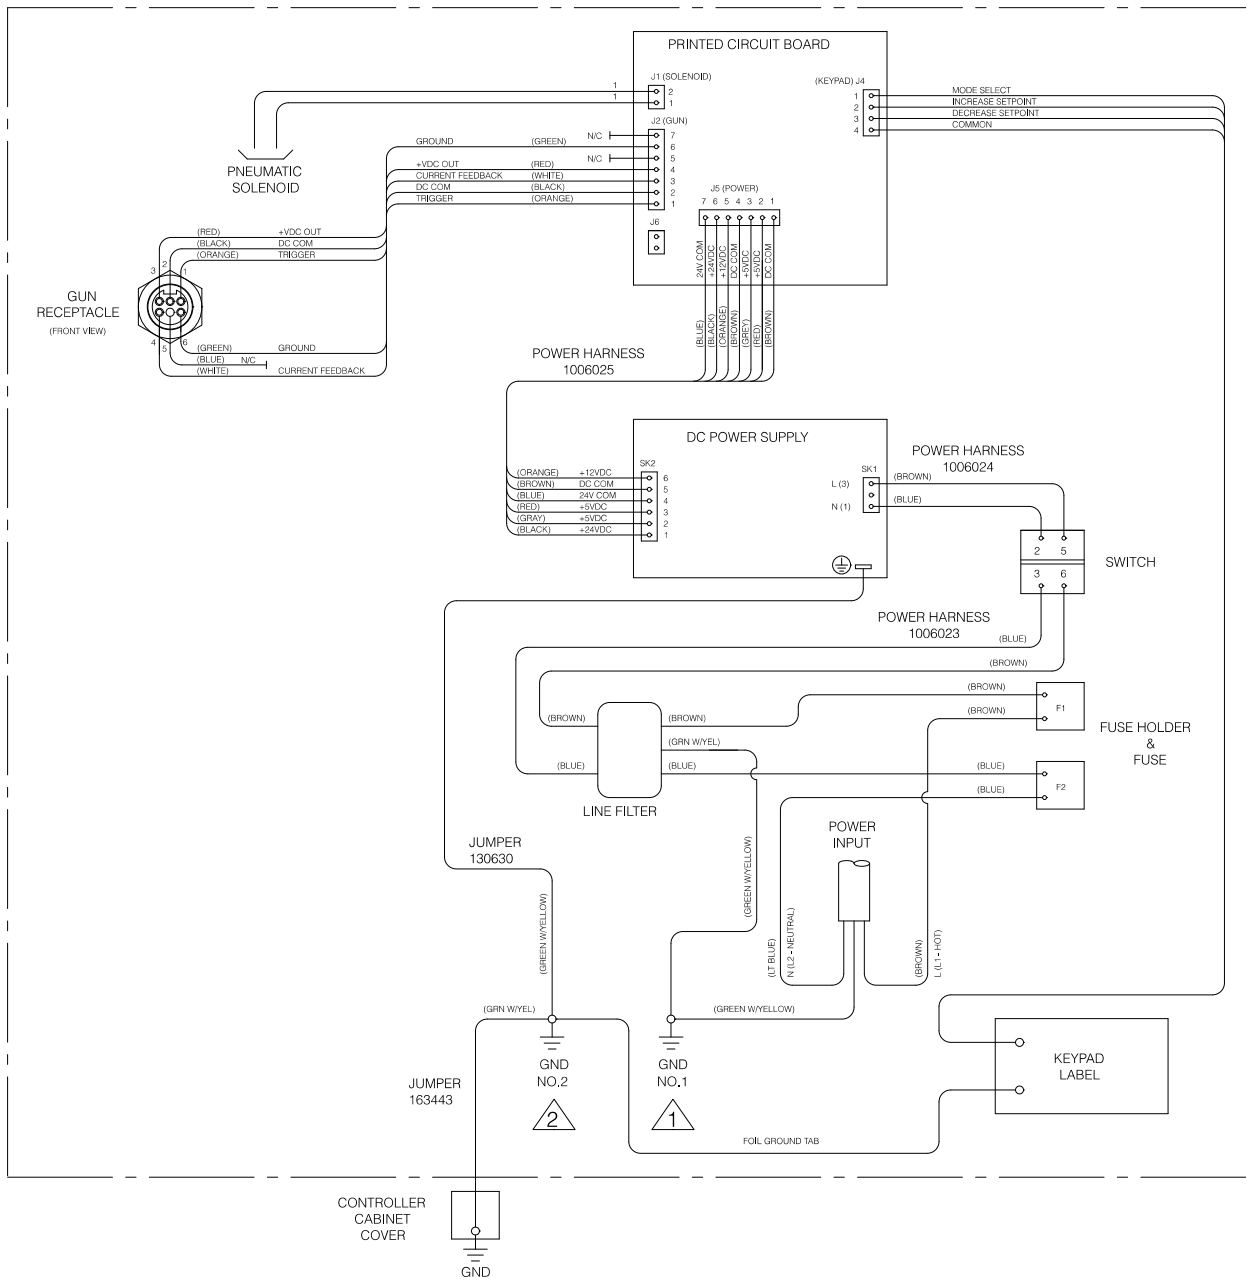 PRINTED CIRCUIT BOARD
J1 (SOLENOID)
1
2
1
1
J2 (GUN)
N/C
7
GROUND (GREEN) 6
N/C
5
+VDC OUT (RED) 4
CURRENT FEEDBACK (WHITE) 3
DC COM (BLACK) 2
TRIGGER (ORANGE) 1
J6
(KEYPAD) J4
1 MODE SELECT
2 INCREASE SETPOINT
3 DECREASE SETPOINT
4 COMMON
J5 (POWER)
7 6 5 4 3 2 1
24V COM
+24VDC
+12VDC
DC COM
+5VDC
+5VDC
DC COM
(BLUE)
(BLACK)
(ORANGE)
(BROWN)
(GREY)
(RED)
(BROWN)
PNEUMATIC
SOLENOID
(RED) +VDC OUT
(BLACK) DC COM
(ORANGE) TRIGGER
3 2 1
GUN
RECEPTACLE
(FRONT VIEW)
4 5 6
(GREEN) GROUND
(BLUE) N/C
(WHITE) CURRENT FEEDBACK
POWER HARNESS
1006025
DC POWER SUPPLY
SK2
(ORANGE) +12VDC 6
(BROWN) DC COM 5
(BLUE) 24V COM 4
(RED) +5VDC 3
(GRAY) +5VDC 2
(BLACK) +24VDC 1
SK1
L (3)
N (1)
POWER HARNESS
1006024
(BROWN)
(BLUE)
2 5
3 6
SWITCH
POWER HARNESS
1006023
(BLUE)
(BROWN)
(BROWN)
(BROWN)
F1
FUSE HOLDER
&
FUSE
(BROWN)
(BROWN)
(GRN W/YEL)
(BLUE)
(BLUE)
LINE FILTER
(BLUE)
(BLUE)
F2
POWER
INPUT
JUMPER
130630
(GREEN W/YELLOW)
(GREEN W/YELLOW)
(LT BLUE)
N (L2 - NEUTRAL)
(BROWN)
L (L1 - HOT)
(GRN W/YEL)
(GREEN W/YELLOW)
GND
NO.2
2
GND
NO.1
1
JUMPER
163443
KEYPAD
LABEL
FOIL GROUND TAB
CONTROLLER
CABINET
COVER
GND